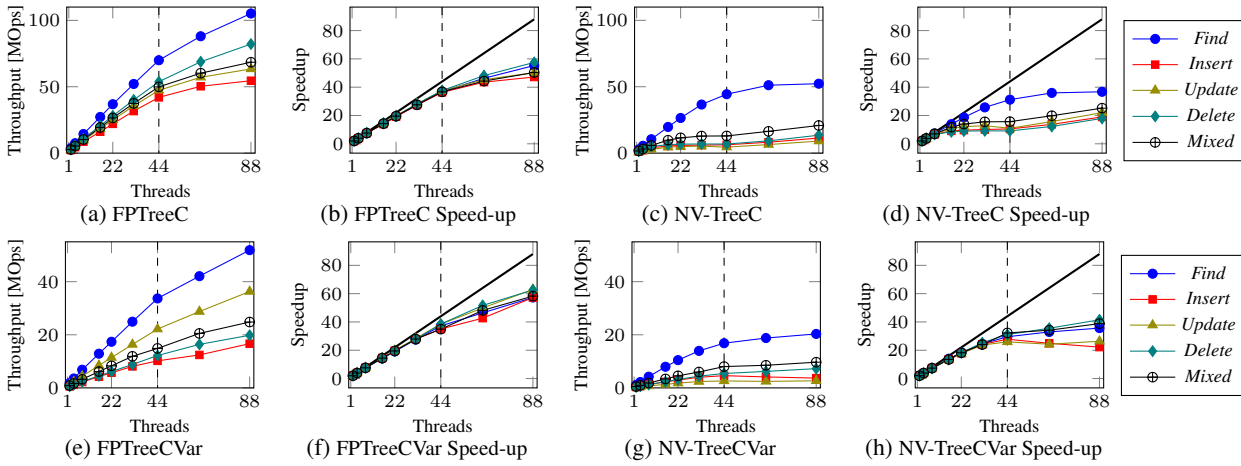 Throughput [MOps]
100
50
0
1
22
44
88
Threads
(a) FPTreeC
Speedup
80
60
40
20
0
1
22
44
88
Threads
(b) FPTreeC Speed-up
Throughput [MOps]
100
50
0
1
22
44
88
Threads
(c) NV-TreeC
Speedup
80
60
40
20
0
1
22
44
88
Threads
(d) NV-TreeC Speed-up
Find
Insert
Update
Delete
Mixed
Throughput [MOps]
40
20
0
1
22
44
88
Threads
(e) FPTreeCVar
Speedup
80
60
40
20
0
1
22
44
88
Threads
(f) FPTreeCVar Speed-up
Throughput [MOps]
40
20
0
1
22
44
88
Threads
(g) NV-TreeCVar
Speedup
80
60
40
20
0
1
22
44
88
Threads
(h) NV-TreeCVar Speed-up
Find
Insert
Update
Delete
Mixed